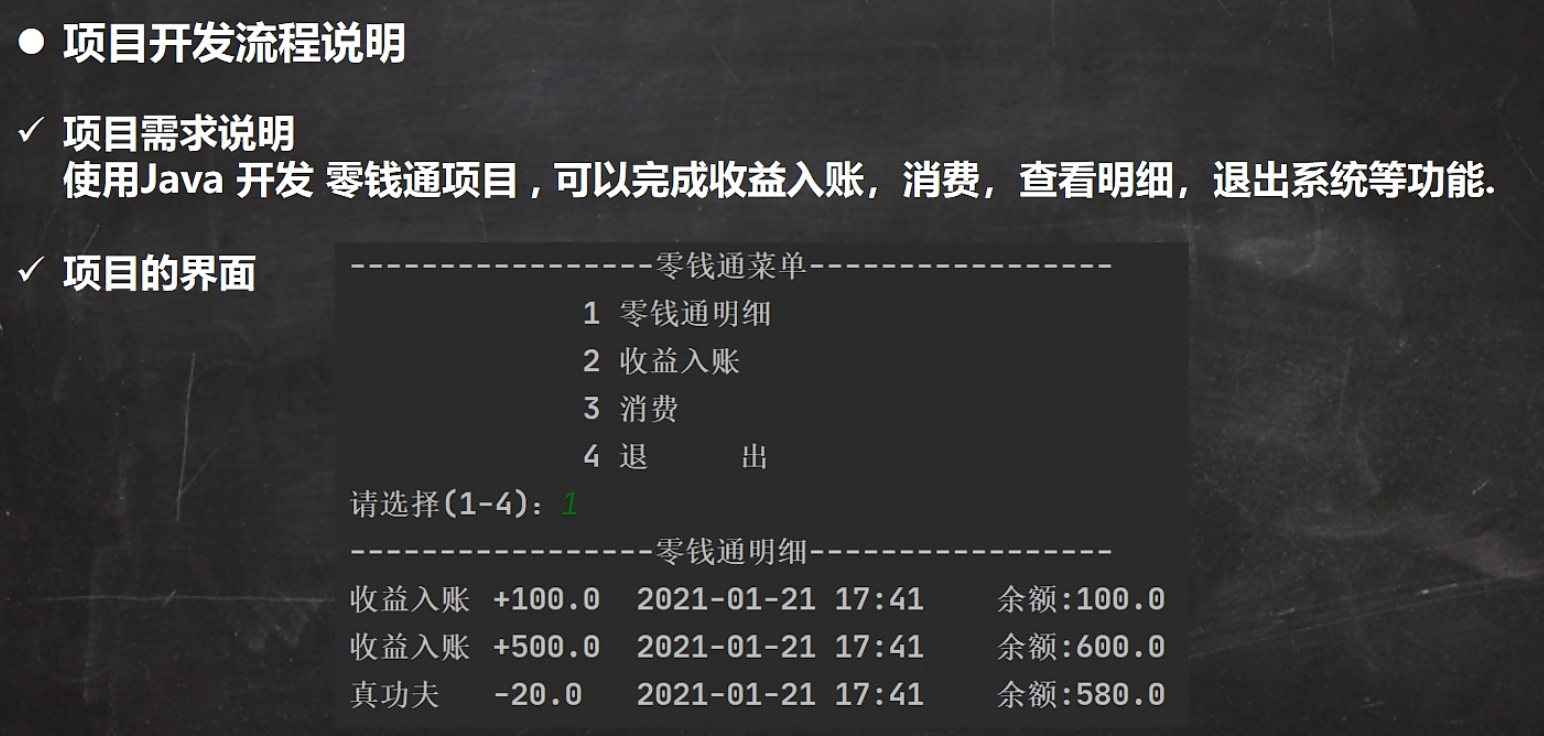 ● 项目开发流程说明
✓ 项目需求说明
使用Java 开发 零钱通项目 , 可以完成收益入账，消费，查看明细，退出系统等功能.
✓ 项目的界面
-----------------零钱通菜单-----------------
1 零钱通明细
2 收益入账
3 消费
4 退 出
请选择(1-4)：1
-----------------零钱通明细-----------------
收益入账 +100.0 2021-01-21 17:41 余额:100.0
收益入账 +500.0 2021-01-21 17:41 余额:600.0
真功夫 -20.0 2021-01-21 17:41 余额:580.0